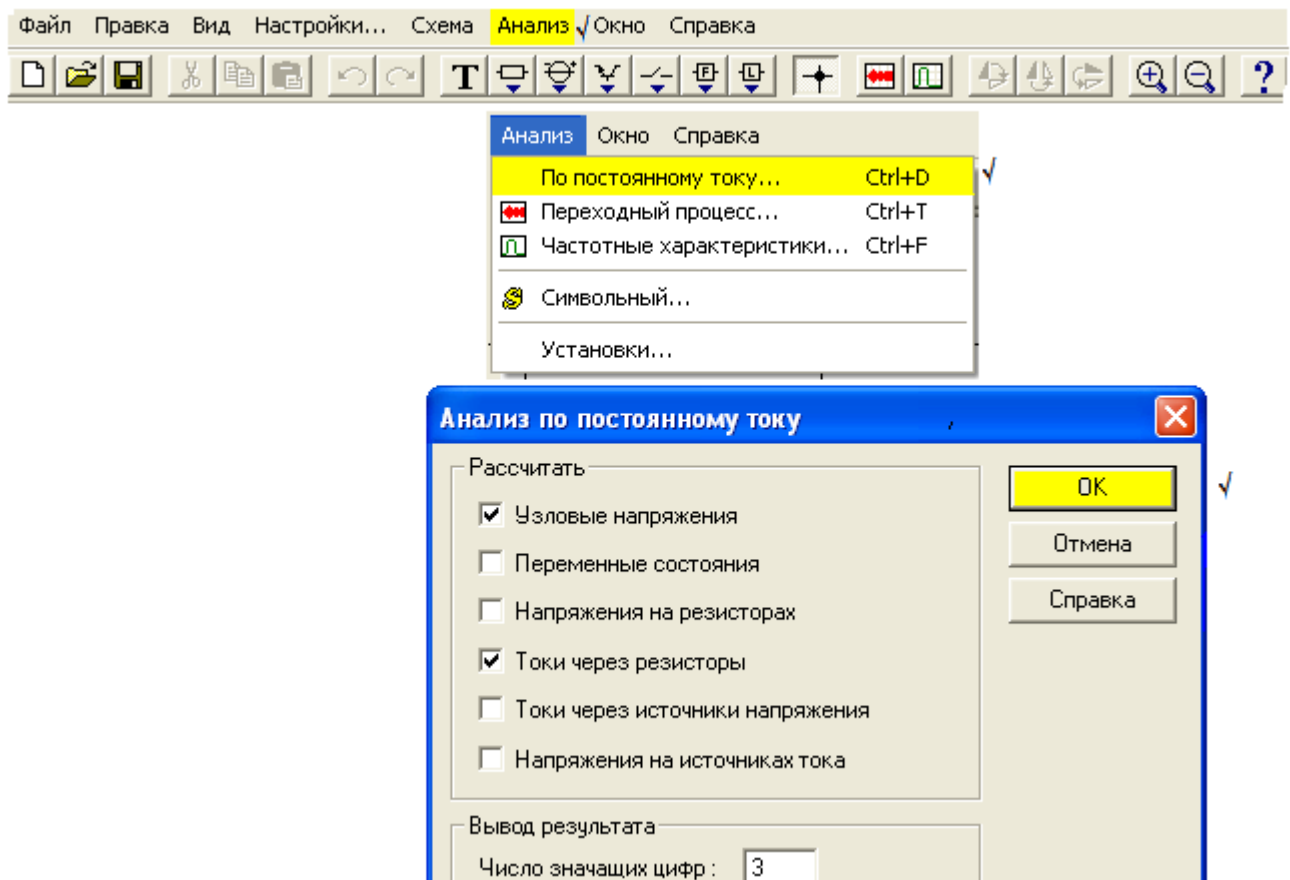 Файл Правка Вид Настройки... Схема Анализ √ Окно Справка
T F L ?
Анализ Окно Справка
По постоянному току... Ctrl+D √
Переходный процесс... Ctrl+T
Частотные характеристики... Ctrl+F
Символьный...
Установки...
Анализ по постоянному току
Рассчитать
OK √
Узловые напряжения
Отмена
Переменные состояния
Справка
Напряжения на резисторах
Токи через резисторы
Токи через источники напряжения
Напряжения на источниках тока
Вывод результата
Число значащих цифр : 3